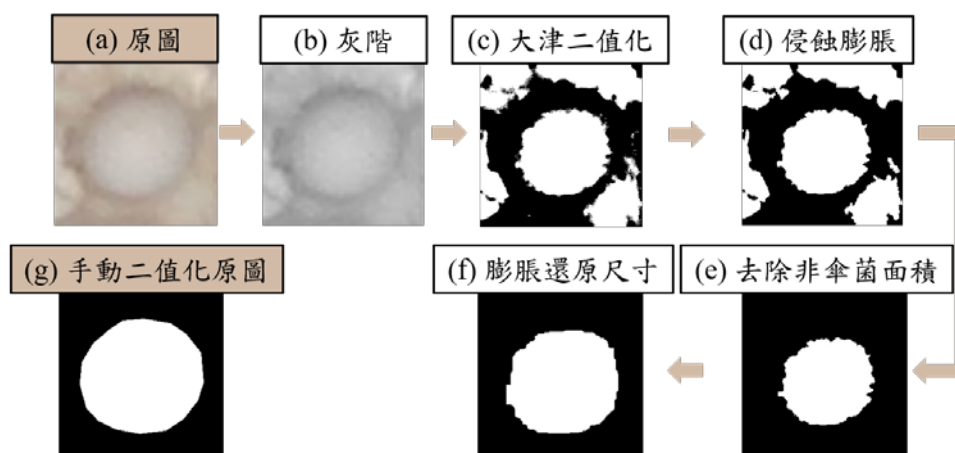 (a) 原圖
(b) 灰階
(c) 大津二值化
(d) 侵蝕膨脹
(g) 手動二值化原圖
(f) 膨脹還原尺寸
(e) 去除非傘菌面積